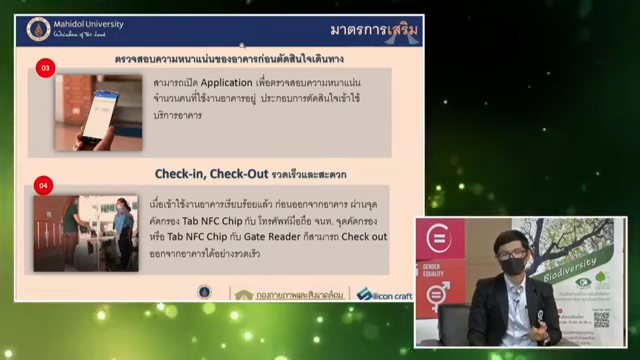 Mahidol University
Wisdom of the Land
มาตรการเสริม
ตรวจสอบความหนาแน่นของอาคารก่อนตัดสินใจเดินทาง
03
สามารถเปิด Application เพื่อตรวจสอบความหนาแน่น
จำนวนคนที่ใช้งานอาคารอยู่ ประกอบการตัดสินใจเข้าใช้
บริการอาคาร
Check-in, Check-Out รวดเร็วและสะดวก
04
เมื่อเข้าใช้งานอาคารเรียบร้อยแล้ว ก่อนออกจากอาคาร ผ่านจุด
คัดกรอง Tab NFC Chip กับ โทรศัพท์มือถือ จนท. จุดคัดกรอง
หรือ Tab NFC Chip กับ Gate Reader ก็สามารถ Check out
ออกจากอาคารได้อย่างรวดเร็ว
กองกายภาพและสิ่งแวดล้อม
Silicon craft
GENDER
EQUALITY
Biodiversity